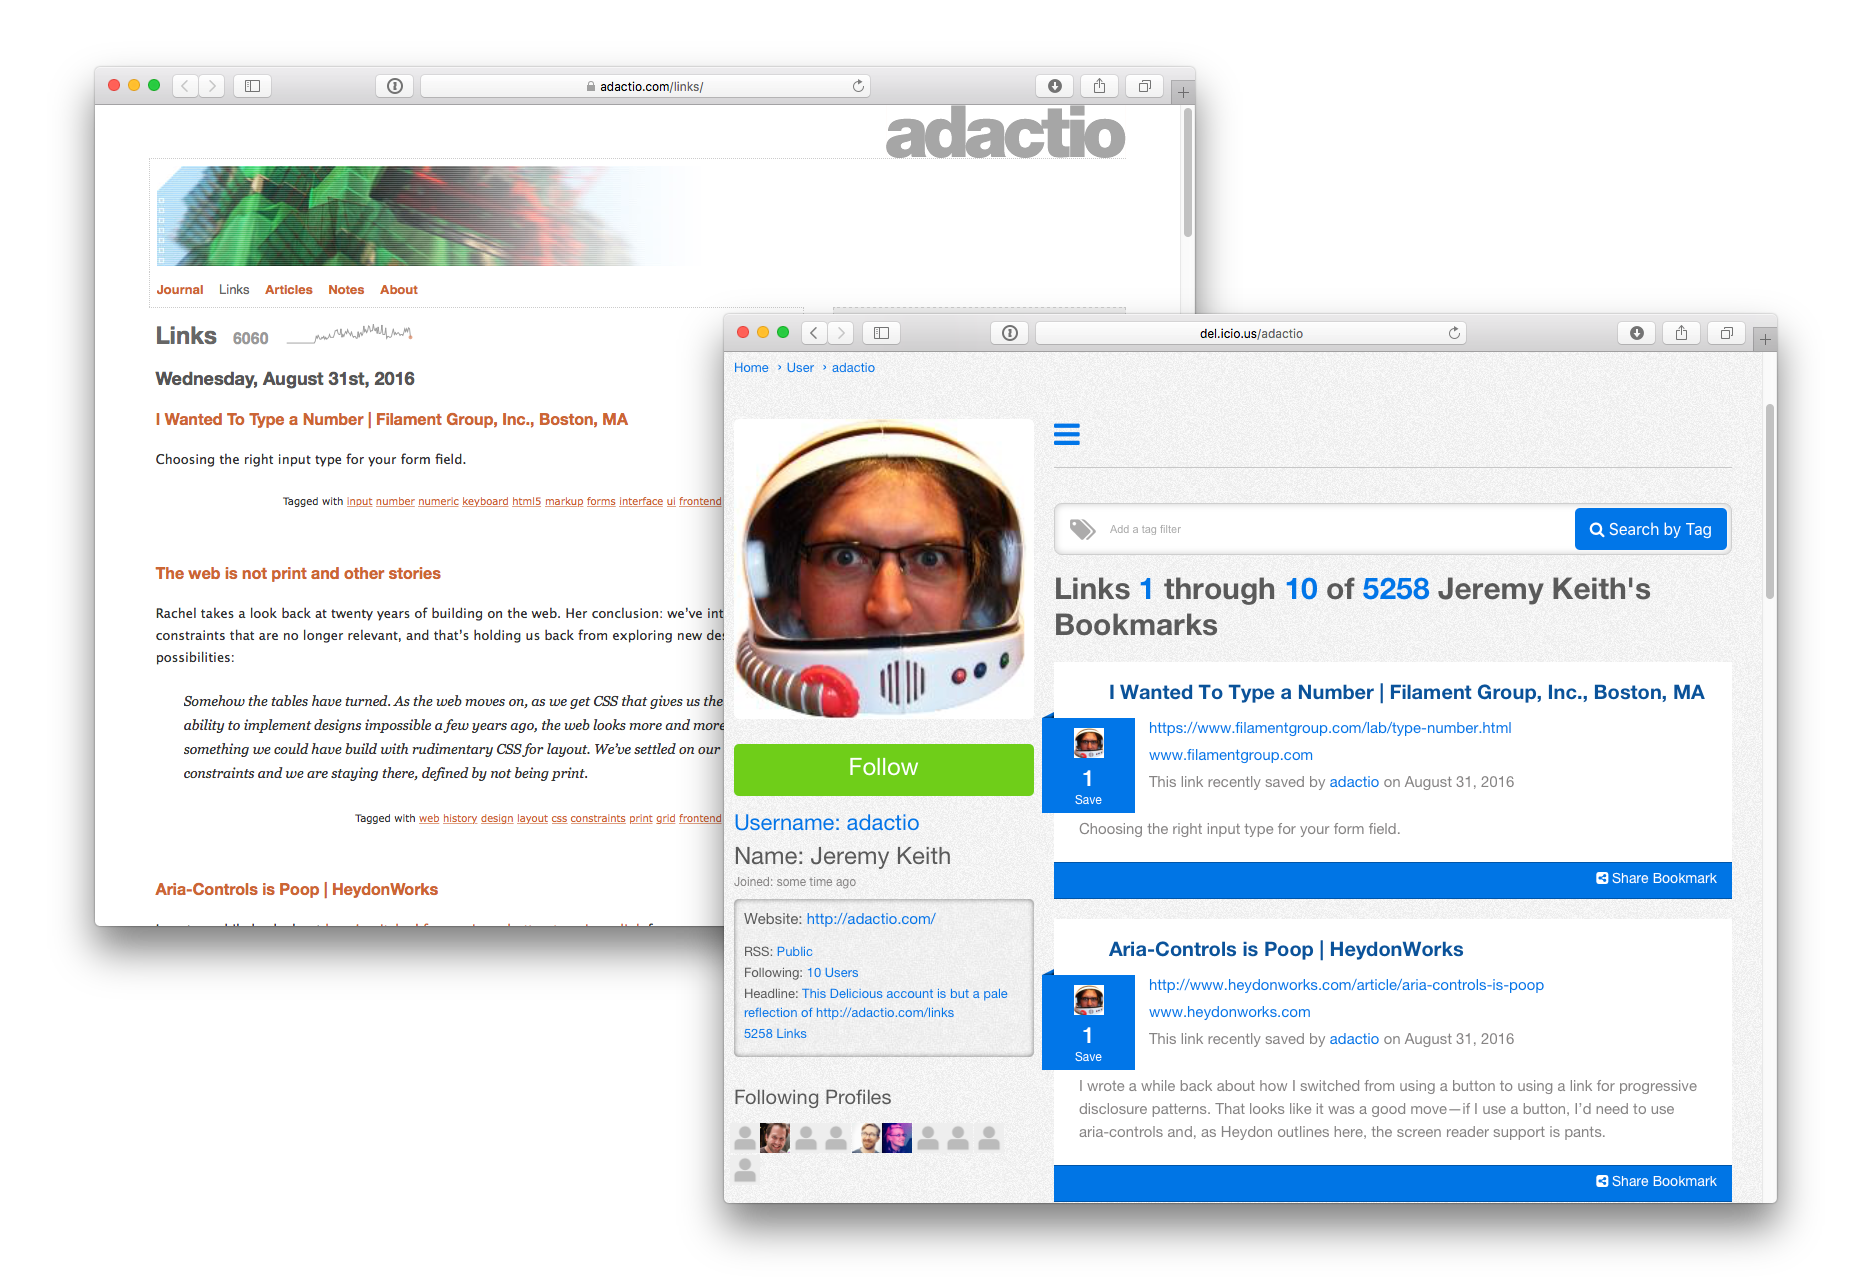 adactio.com/links/
adactio
Journal Links Articles Notes About
Links 6060
Wednesday, August 31st, 2016
I Wanted To Type a Number | Filament Group, Inc., Boston, MA
Choosing the right input type for your form field.
Tagged with input number numeric keyboard html5 markup forms interface ui frontend
The web is not print and other stories
Rachel takes a look back at twenty years of building on the web. Her conclusion: we’ve int
constraints that are no longer relevant, and that’s holding us back from exploring new des
possibilities:
Somehow the tables have turned. As the web moves on, as we get CSS that gives us the
ability to implement designs impossible a few years ago, the web looks more and more
something we could have build with rudimentary CSS for layout. We’ve settled on our
constraints and we are staying there, defined by not being print.
Tagged with web history design layout css constraints print grid frontend
Aria-Controls is Poop | HeydonWorks
del.icio.us/adactio
Home › User › adactio
Follow
Username: adactio
Name: Jeremy Keith
Joined: some time ago
Website: http://adactio.com/
RSS: Public
Following: 10 Users
Headline: This Delicious account is but a pale
reflection of http://adactio.com/links
5258 Links
Following Profiles
Add a tag filter
Search by Tag
Links 1 through 10 of 5258 Jeremy Keith's
Bookmarks
I Wanted To Type a Number | Filament Group, Inc., Boston, MA
1
Save
https://www.filamentgroup.com/lab/type-number.html
www.filamentgroup.com
This link recently saved by adactio on August 31, 2016
Choosing the right input type for your form field.
Share Bookmark
Aria-Controls is Poop | HeydonWorks
1
Save
http://www.heydonworks.com/article/aria-controls-is-poop
www.heydonworks.com
This link recently saved by adactio on August 31, 2016
I wrote a while back about how I switched from using a button to using a link for progressive
disclosure patterns. That looks like it was a good move—if I use a button, I’d need to use
aria-controls and, as Heydon outlines here, the screen reader support is pants.
Share Bookmark